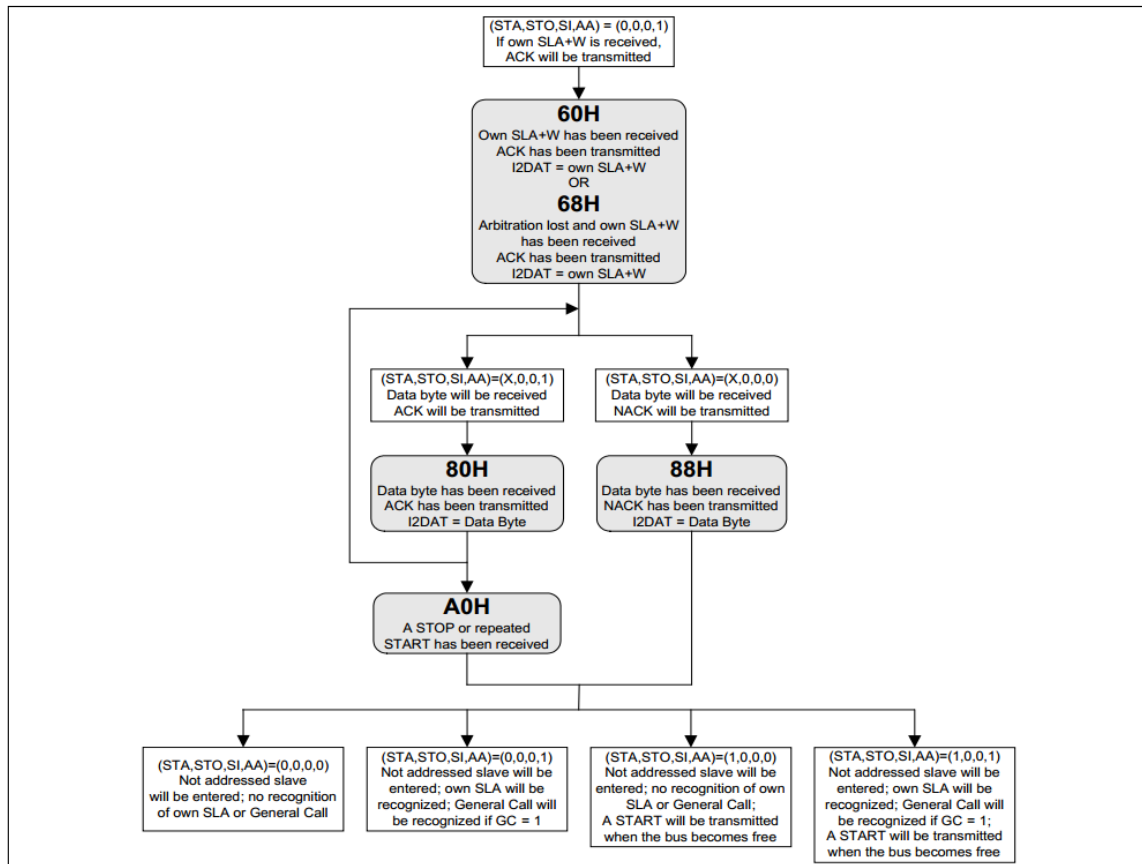 (STA,STO,SI,AA) = (0,0,0,1)
If own SLA+W is received,
ACK will be transmitted
60H
Own SLA+W has been received
ACK has been transmitted
I2DAT = own SLA+W
OR
68H
Arbitration lost and own SLA+W
has been received
ACK has been transmitted
I2DAT = own SLA+W
(STA,STO,SI,AA)=(X,0,0,1)
Data byte will be received
ACK will be transmitted
(STA,STO,SI,AA)=(X,0,0,0)
Data byte will be received
NACK will be transmitted
80H
Data byte has been received
ACK has been transmitted
I2DAT = Data Byte
88H
Data byte has been received
NACK has been transmitted
I2DAT = Data Byte
A0H
A STOP or repeated
START has been received
(STA,STO,SI,AA)=(0,0,0,0)
Not addressed slave
will be entered; no recognition
of own SLA or General Call
(STA,STO,SI,AA)=(0,0,0,1)
Not addressed slave will be
entered; own SLA will be
recognized; General Call will
be recognized if GC = 1
(STA,STO,SI,AA)=(1,0,0,0)
Not addressed slave will be
entered; no recognition of own
SLA or General Call;
A START will be transmitted
when the bus becomes free
(STA,STO,SI,AA)=(1,0,0,1)
Not addressed slave will be
entered; own SLA will be
recognized; General Call will
be recognized if GC = 1;
A START will be transmitted
when the bus becomes free